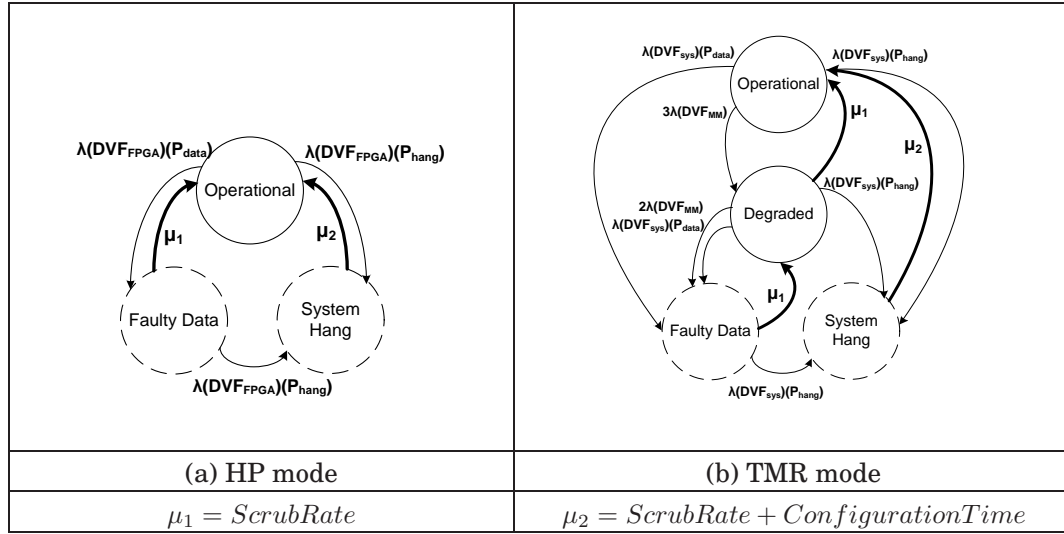 λ(DVF_FPGA)(P_data)
λ(DVF_FPGA)(P_hang)
Operational
μ₁
μ₂
Faulty Data
System
Hang
λ(DVF_FPGA)(P_hang)
λ(DVF_sys)(P_data)
λ(DVF_sys)(P_hang)
Operational
3λ(DVF_MM)
μ₁
μ₂
λ(DVF_sys)(P_hang)
Degraded
2λ(DVF_MM)
λ(DVF_sys)(P_data)
μ₁
Faulty Data
System
Hang
λ(DVF_sys)(P_hang)
(a) HP mode
(b) TMR mode
μ₁ = ScrubRate
μ₂ = ScrubRate + ConfigurationTime